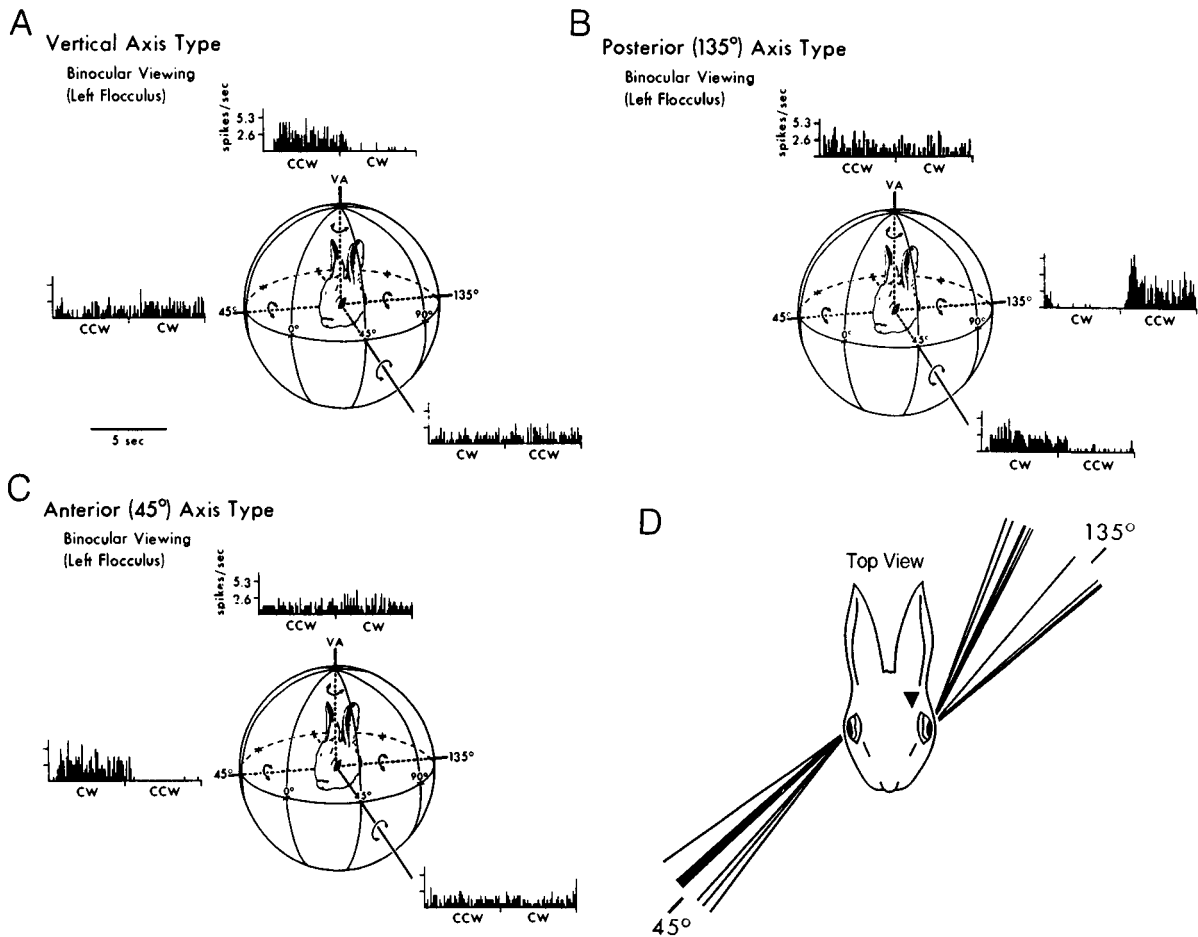 A
Vertical Axis Type
Binocular Viewing
(Left Flocculus)
spikes/sec
5.3
2.6
CCW
CW
VA
CCW
CW
45°
135°
0°
45°
90°
5 sec
CW
CCW
B
Posterior (135°) Axis Type
Binocular Viewing
(Left Flocculus)
spikes/sec
5.3
2.6
CCW
CW
VA
CW
CCW
45°
135°
0°
45°
90°
CW
CCW
C
Anterior (45°) Axis Type
Binocular Viewing
(Left Flocculus)
spikes/sec
5.3
2.6
CCW
CW
VA
CW
CCW
45°
135°
0°
45°
90°
CCW
CW
D
Top View
135°
45°